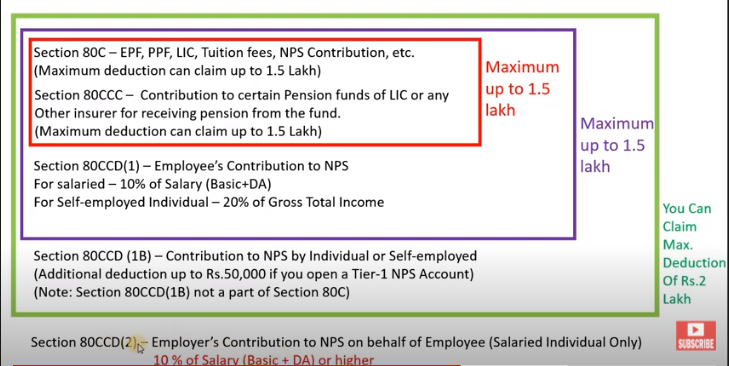 Section 80C – EPF, PPF, LIC, Tuition fees, NPS Contribution, etc.
(Maximum deduction can claim up to 1.5 Lakh)
Section 80CCC – Contribution to certain Pension funds of LIC or any
Other insurer for receiving pension from the fund.
(Maximum deduction can claim up to 1.5 Lakh)
Maximum
up to 1.5
lakh
Section 80CCD(1) – Employee's Contribution to NPS
For salaried – 10% of Salary (Basic+DA)
For Self-employed Individual – 20% of Gross Total Income
Maximum
up to 1.5
lakh
Section 80CCD (1B) – Contribution to NPS by Individual or Self-employed
(Additional deduction up to Rs.50,000 if you open a Tier-1 NPS Account)
(Note: Section 80CCD(1B) not a part of Section 80C)
You Can
Claim
Max.
Deduction
Of Rs.2
Lakh
Section 80CCD(2) – Employer's Contribution to NPS on behalf of Employee (Salaried Individual Only)
10 % of Salary (Basic + DA) or higher
SUBSCRIBE